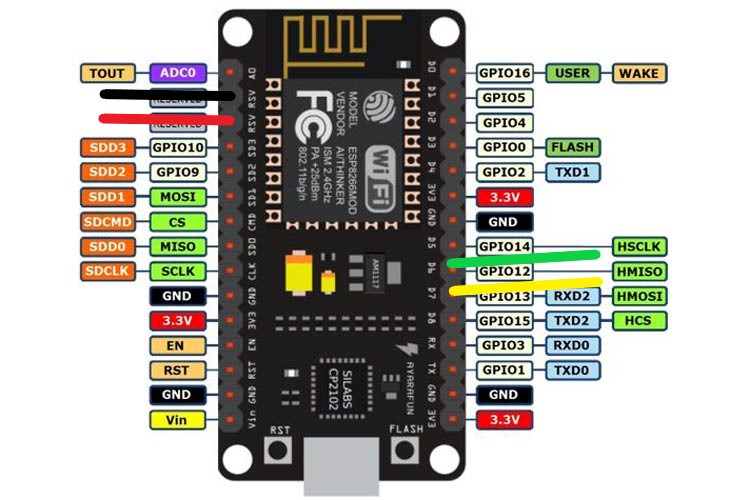 TOUT ADC0 A0 D0 GPIO16 USER WAKE
RSV D1 GPIO5
RSV D2 GPIO4
SDD3 GPIO10 SD3 D3 GPIO0 FLASH
SDD2 GPIO9 SD2 D4 GPIO2 TXD1
SDD1 MOSI SD1 3V3 3.3V
SDCMD CS CMD GND GND
SDD0 MISO SD0 D5 GPIO14 HSCLK
SDCLK SCLK CLK D6 GPIO12 HMISO
GND GND D7 GPIO13 RXD2 HMOSI
3.3V 3V3 D8 GPIO15 TXD2 HCS
EN EN RX GPIO3 RXD0
RST RST TX GPIO1 TXD0
GND GND GND GND
Vin Vin 3V3 3.3V
MODEL ESP8266MOD
VENDOR AI/THINKER
ISM 2.4GHz
PA +25dBm
802.11b/g/n
FC
Wi Fi
AM1117
SILABS
CP2102
AYARAFUN
RST
FLASH